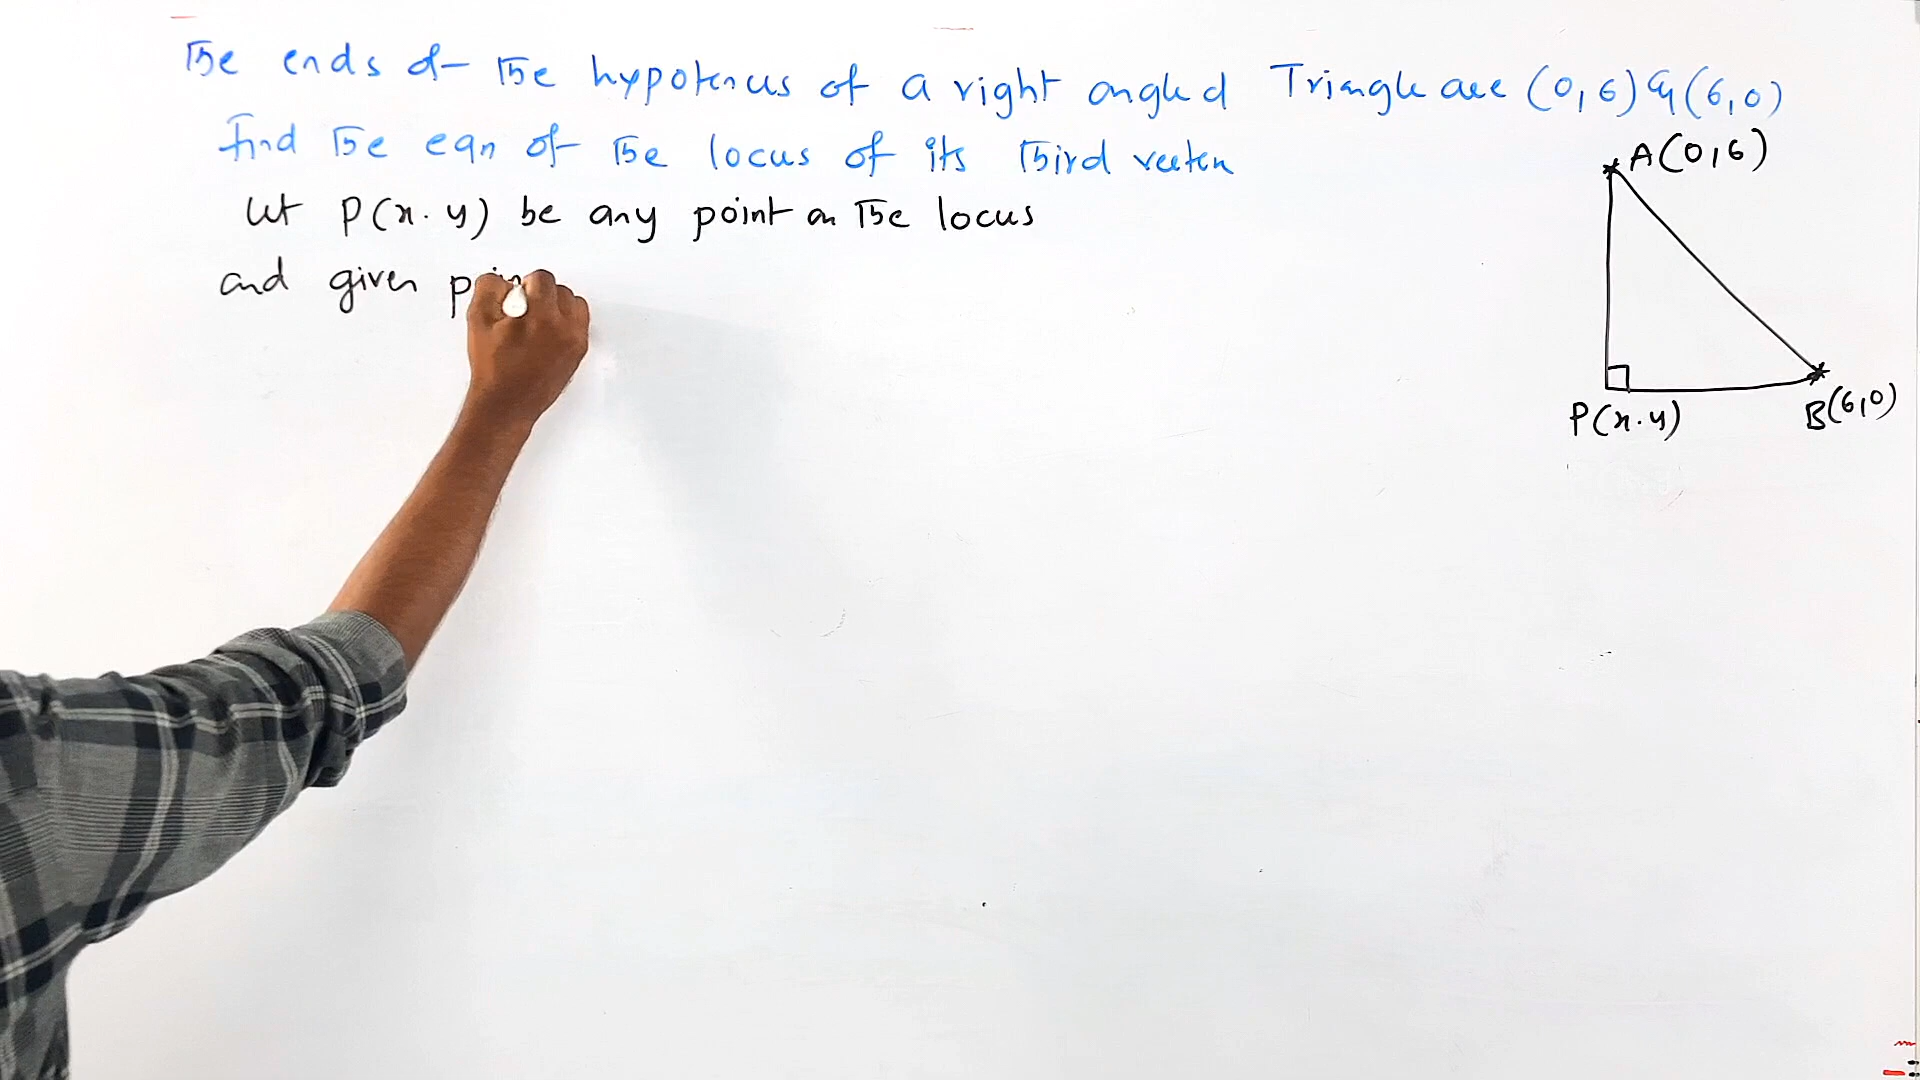 The ends of the hypotenus of a right angled Triangle are (0,6) & (6,0)
find the eqn of the locus of its third vertex
let P(x.y) be any point on the locus
and given
A(0,6)
P(x.y)
B(6,0)